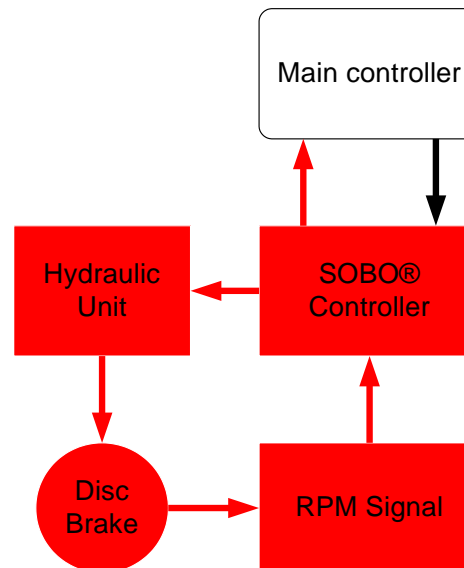 Main controller
Hydraulic
Unit
SOBO®
Controller
Disc
Brake
RPM Signal